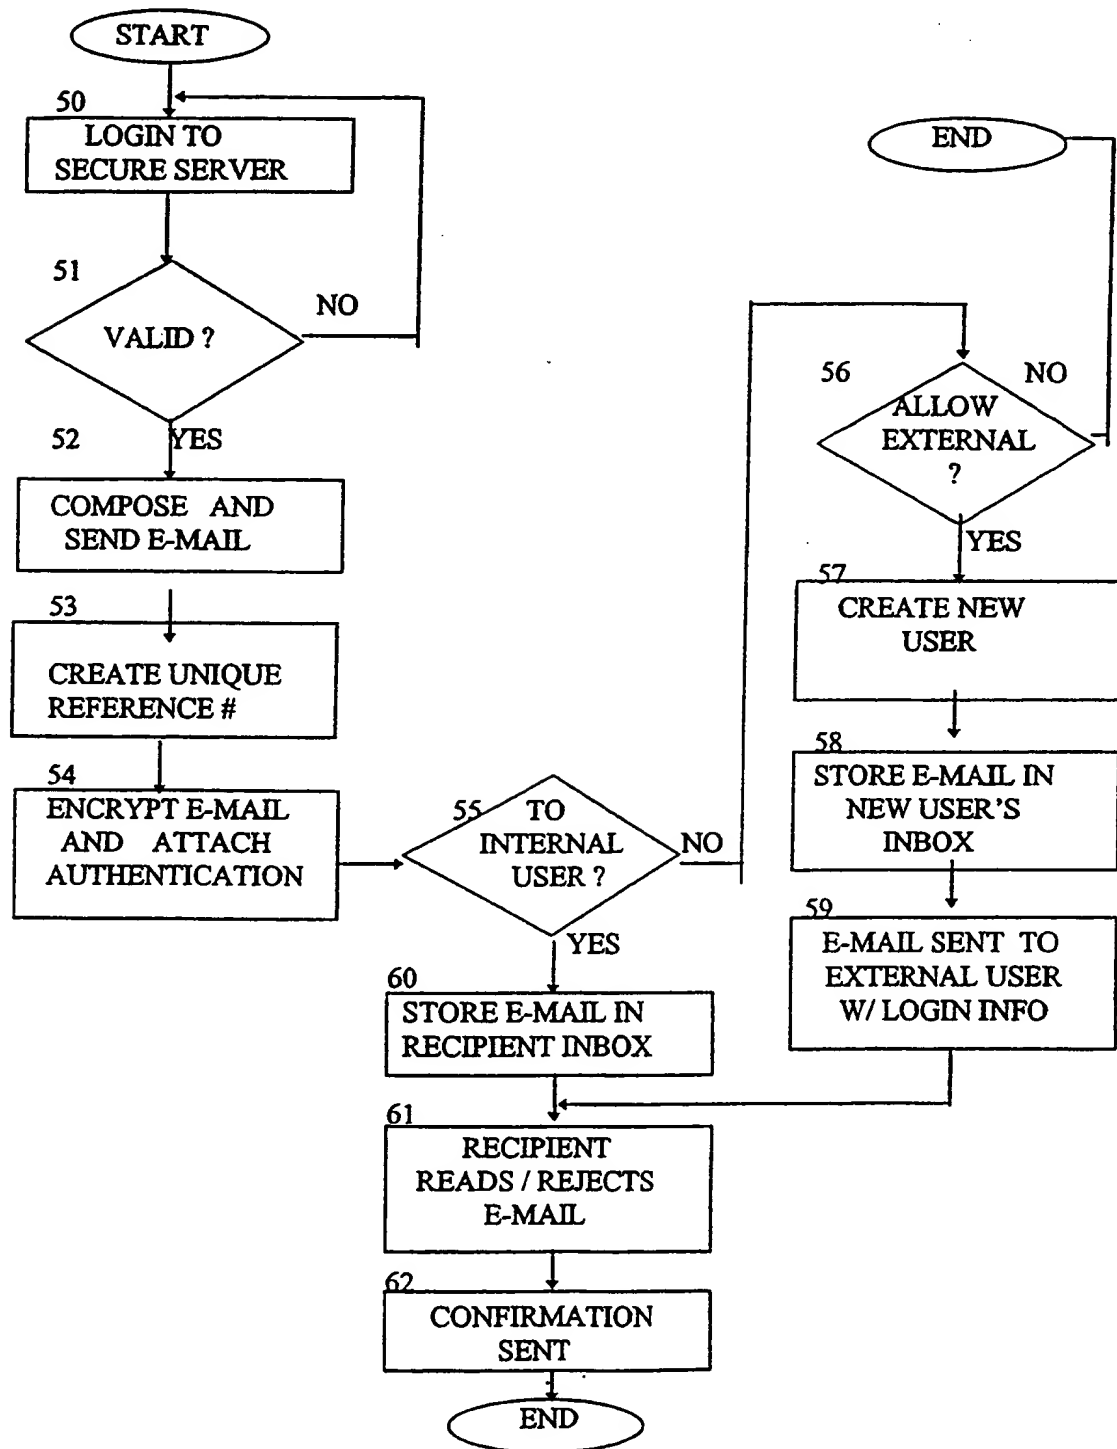 START
50
LOGIN TO
SECURE SERVER
51
VALID ?
NO
YES
52
COMPOSE AND
SEND E-MAIL
53
CREATE UNIQUE
REFERENCE #
54
ENCRYPT E-MAIL
AND ATTACH
AUTHENTICATION
55
TO
INTERNAL
USER ?
NO
YES
END
56
ALLOW
EXTERNAL
?
NO
YES
57
CREATE NEW
USER
58
STORE E-MAIL IN
NEW USER'S
INBOX
59
E-MAIL SENT TO
EXTERNAL USER
W/ LOGIN INFO
60
STORE E-MAIL IN
RECIPIENT INBOX
61
RECIPIENT
READS / REJECTS
E-MAIL
62
CONFIRMATION
SENT
END